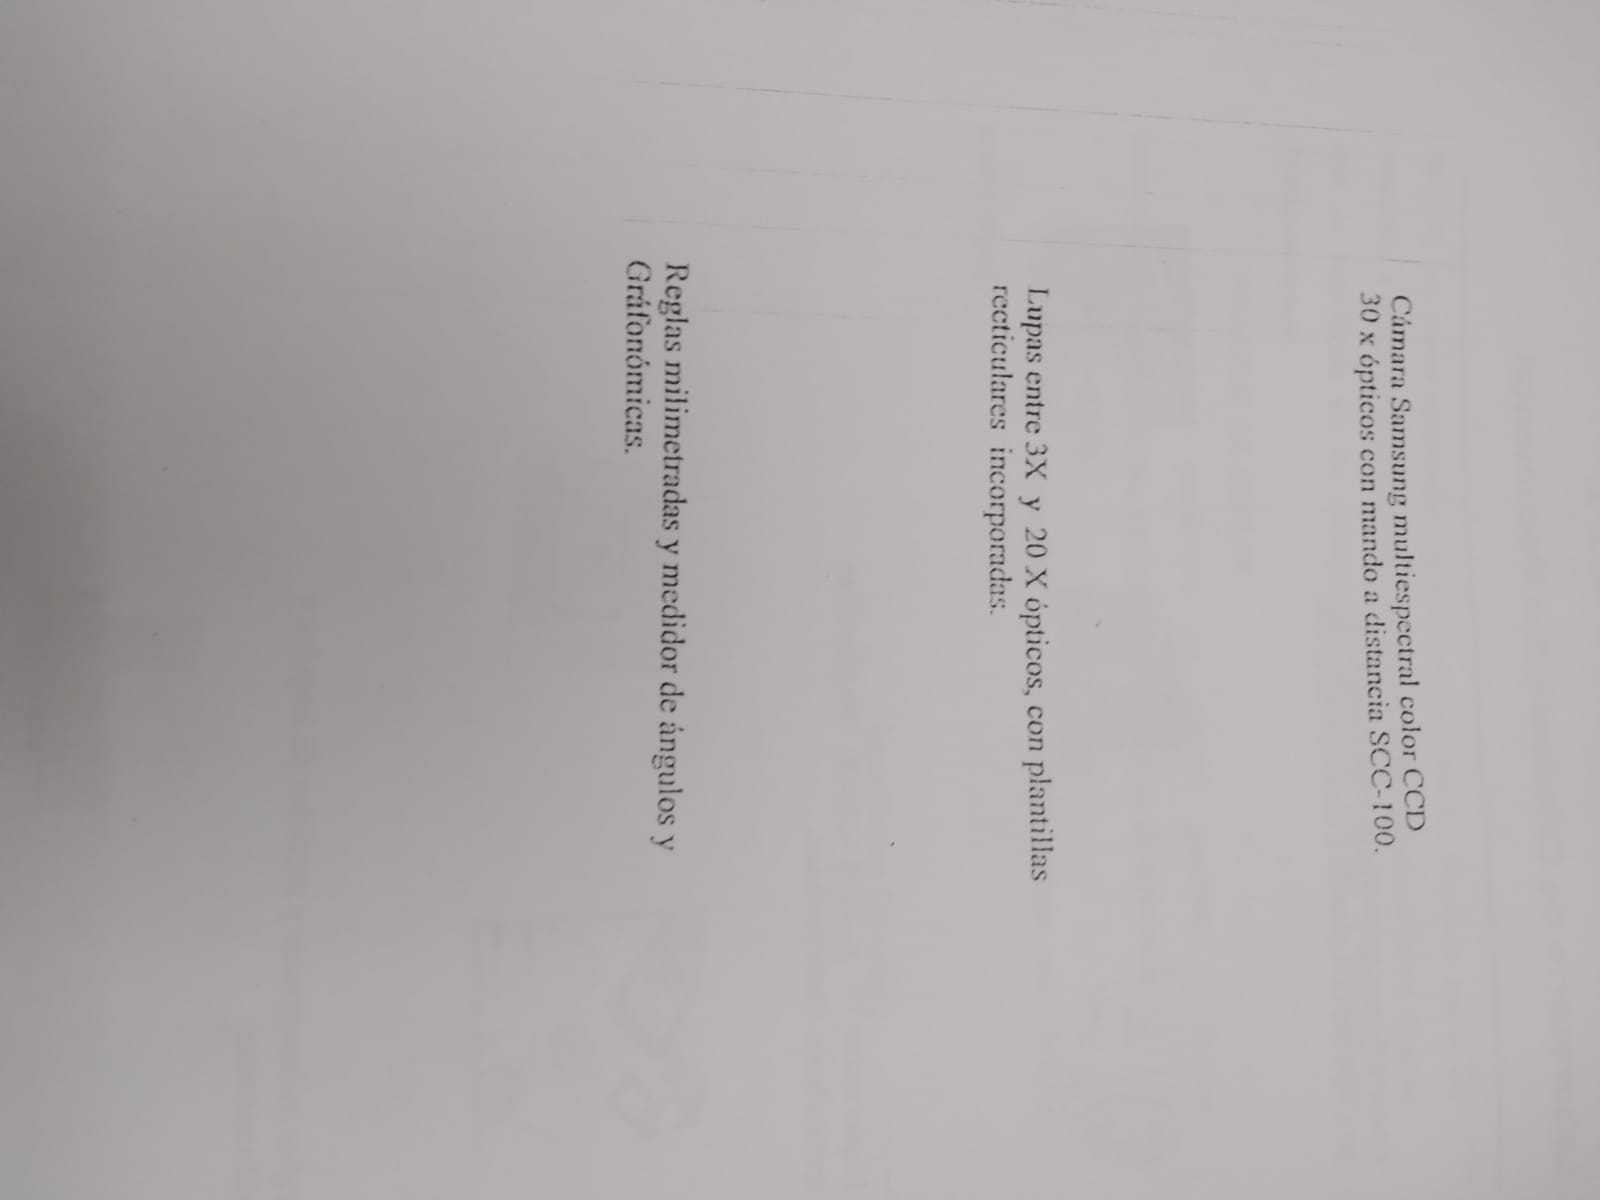 Cámara Samsung multiespectral color CCD
30 x ópticos con mando a distancia SCC-100.
Lupas entre 3X y 20 X ópticos, con plantillas
recticulares incorporadas.
Reglas milimetradas y medidor de ángulos y
Gráfonómicas.